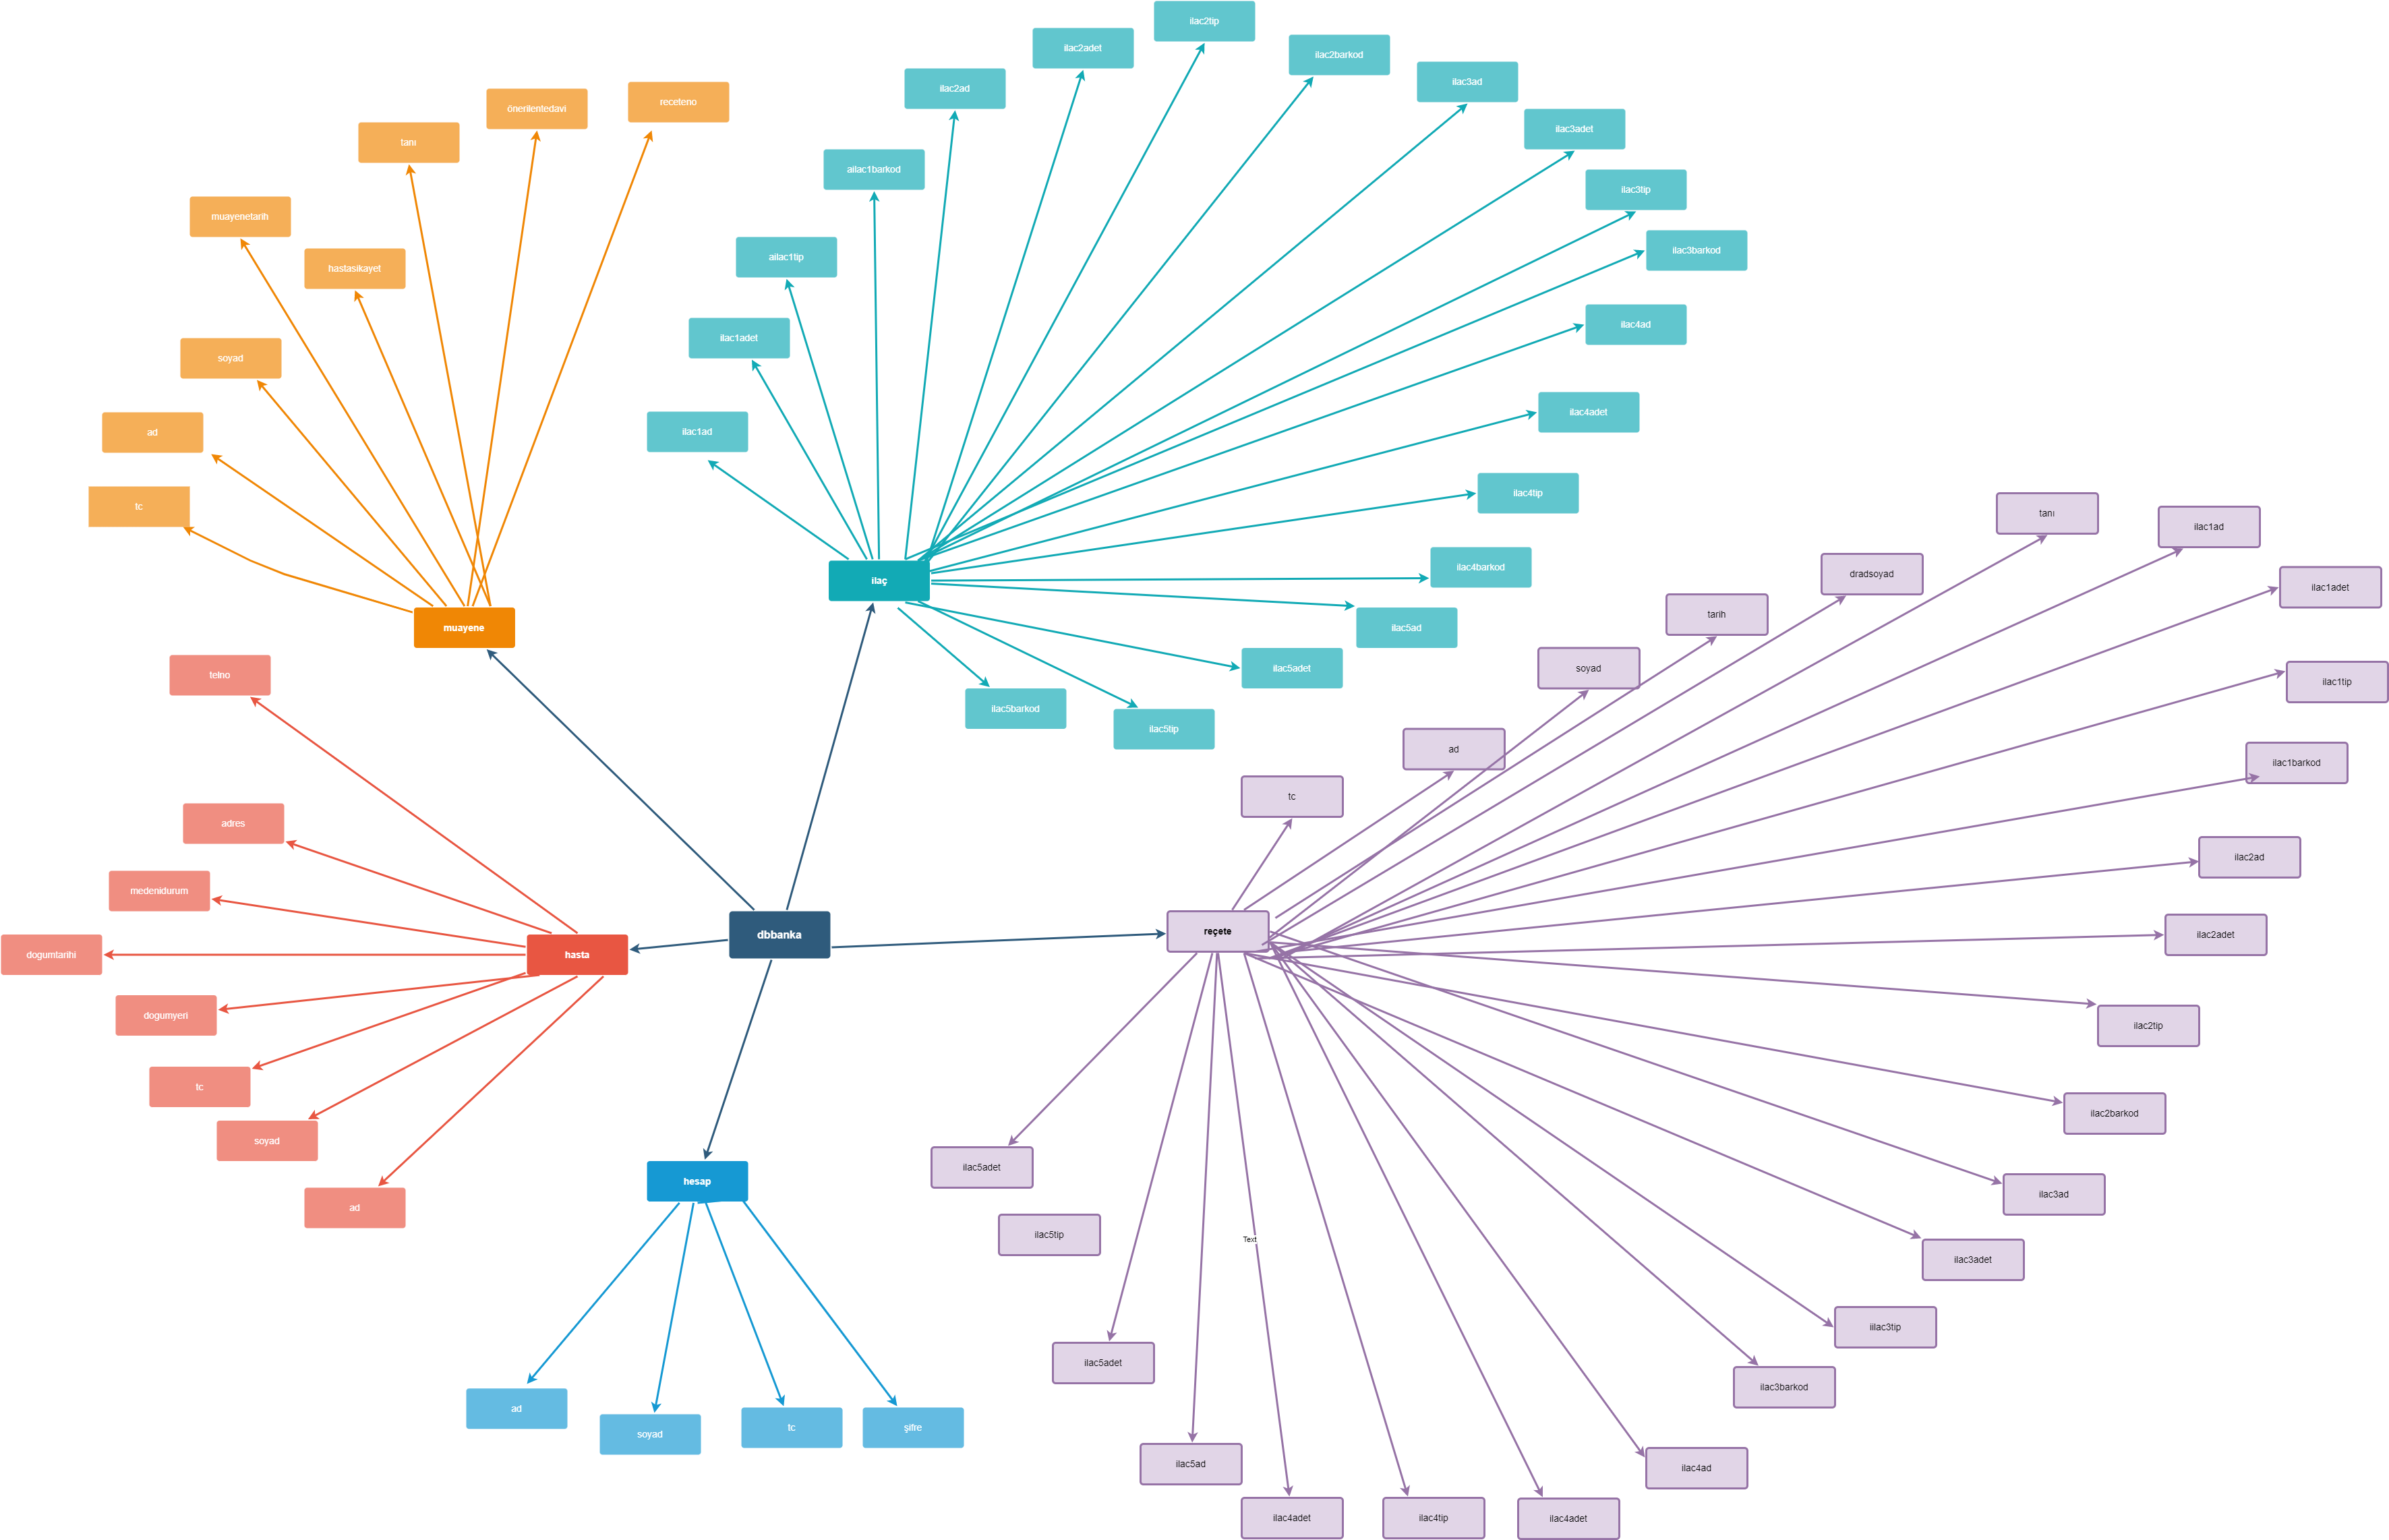 ilac2tip
ilac2adet
ilac2barkod
ilac3ad
ilac2ad
receteno
önerilentedavi
ilac3adet
tanı
ailac1barkod
ilac3tip
muayenetarih
ilac3barkod
ailac1tip
hastasikayet
ilac4ad
ilac1adet
soyad
ilac4adet
ilac1ad
ad
ilac4tip
tc
tanı
ilac1ad
ilac4barkod
dradsoyad
ilaç
ilac1adet
tarih
muayene
ilac5ad
ilac5adet
soyad
telno
ilac1tip
ilac5barkod
ilac5tip
ad
ilac1barkod
tc
adres
ilac2ad
medenidurum
reçete
dbbanka
ilac2adet
dogumtarihi
hasta
dogumyeri
ilac2tip
tc
ilac2barkod
soyad
ilac5adet
hesap
ilac3ad
ad
ilac5tip
Text
ilac3adet
iilac3tip
ilac5adet
ilac3barkod
ad
tc
şifre
soyad
ilac5ad
ilac4ad
ilac4adet
ilac4tip
ilac4adet